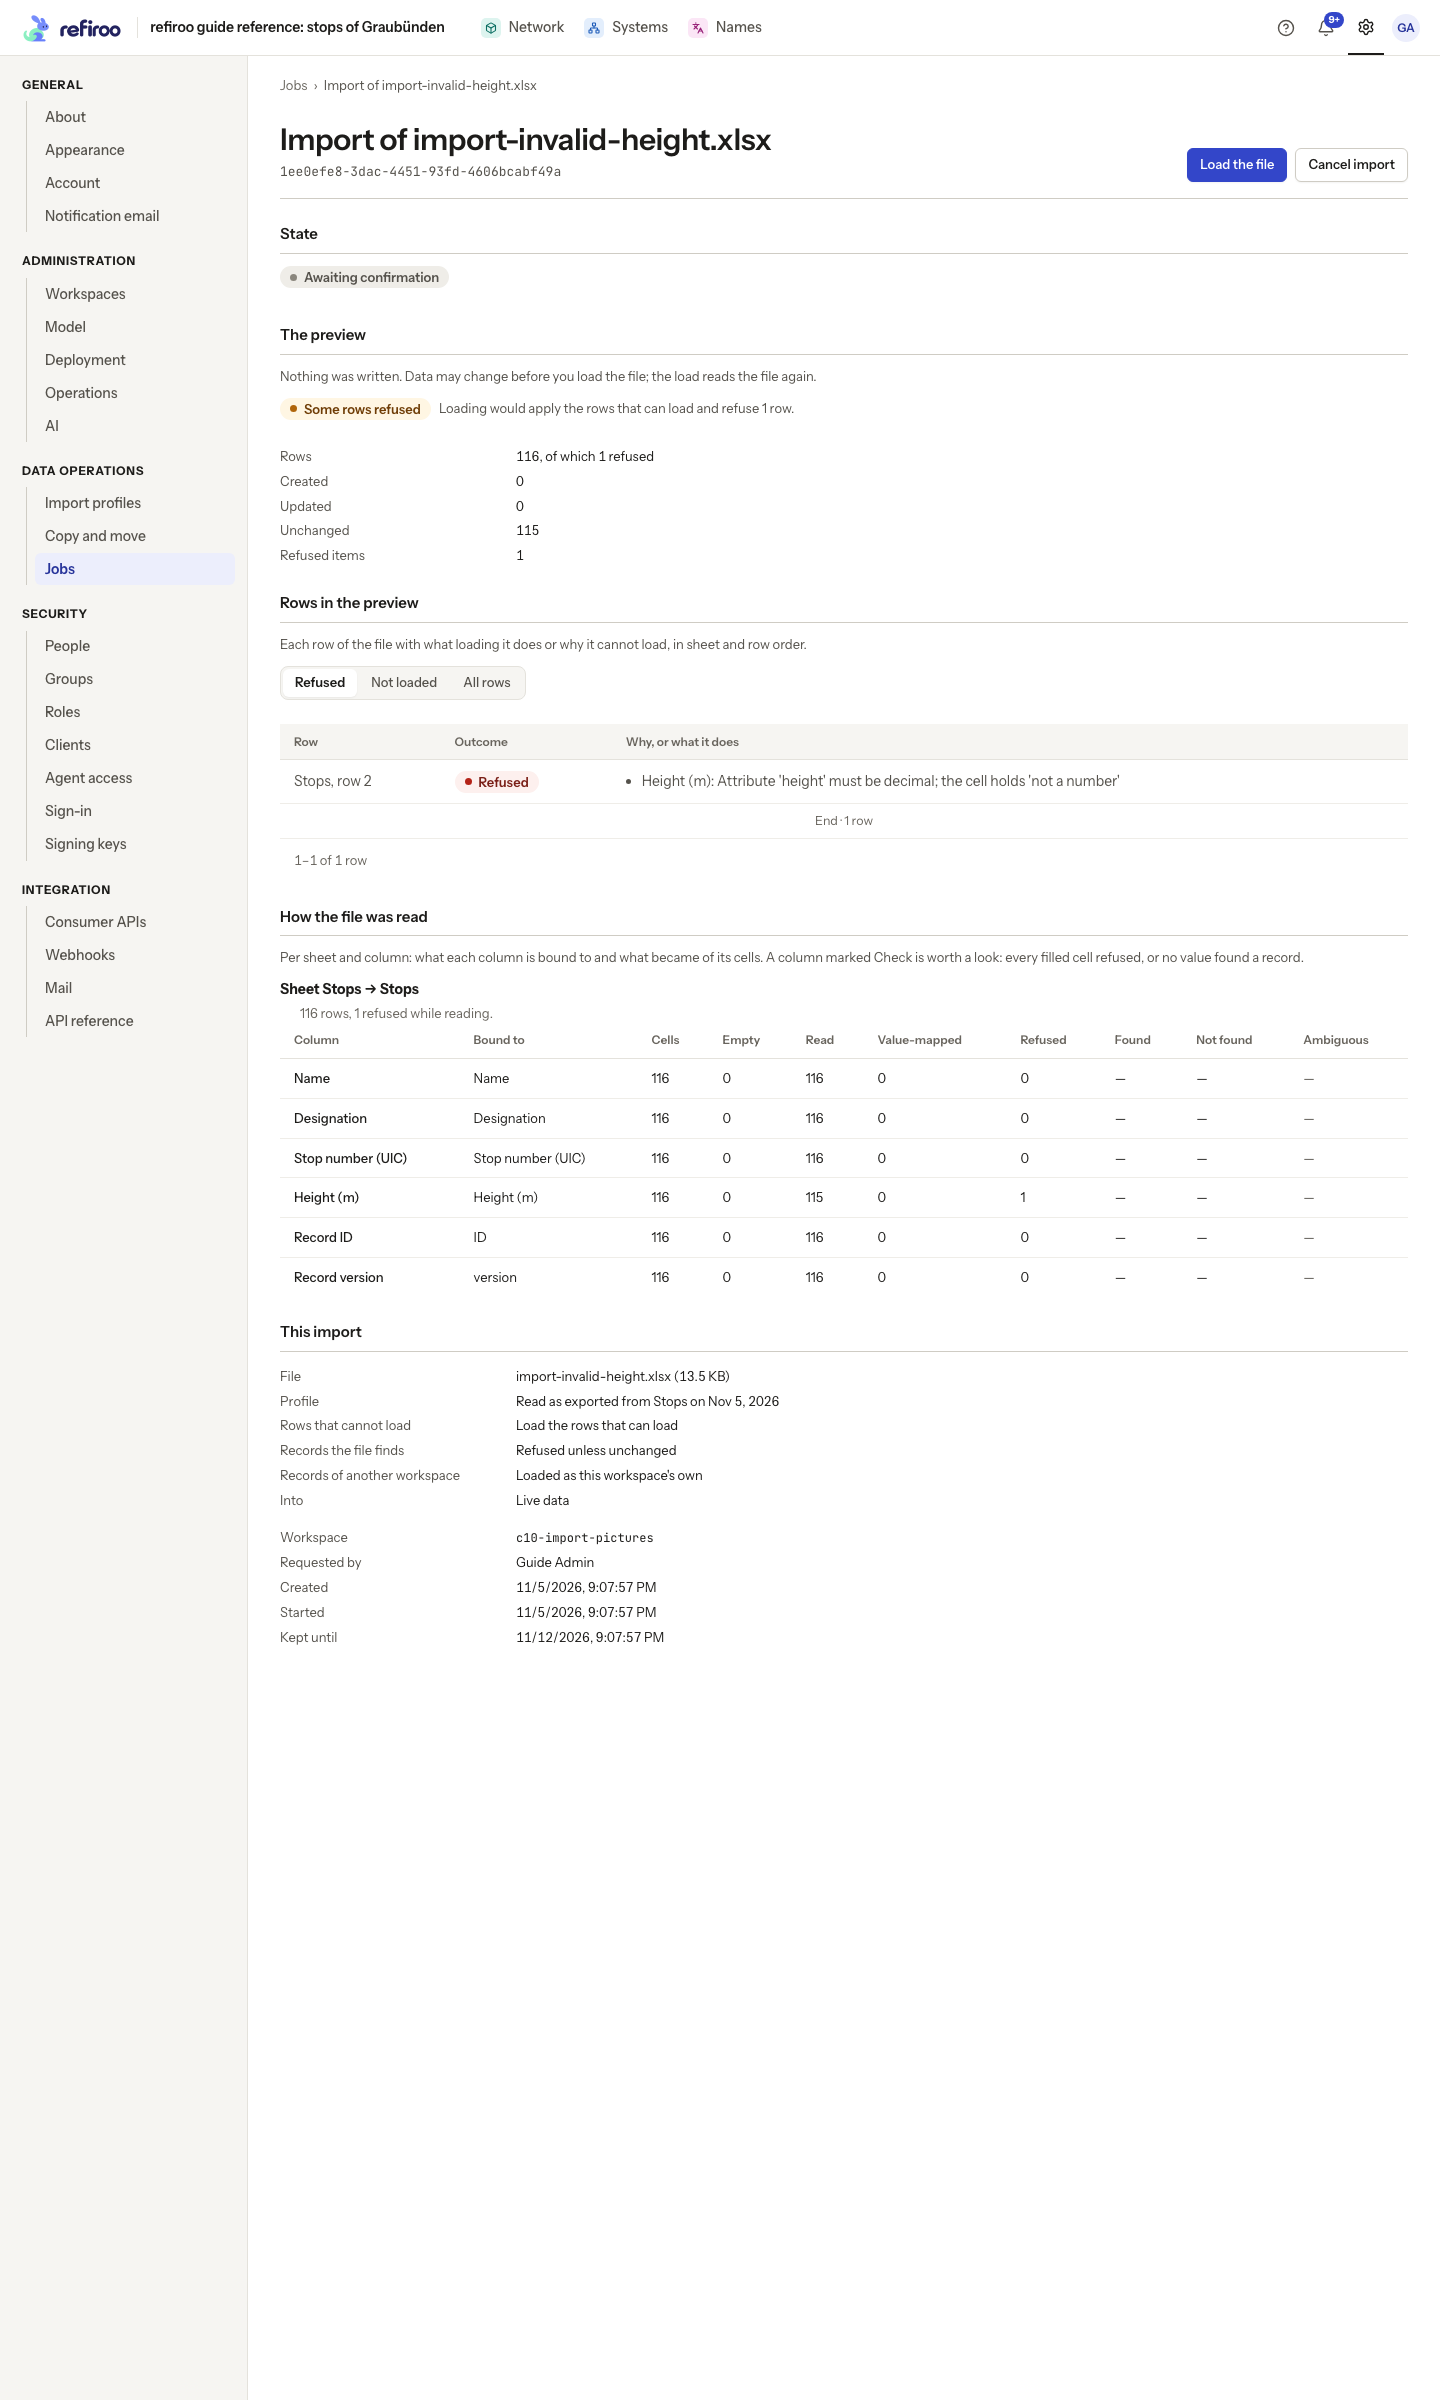 refiroo
refiroo guide reference: stops of Graubünden
Network
Systems
Names
9+
GA
GENERAL
About
Appearance
Account
Notification email
ADMINISTRATION
Workspaces
Model
Deployment
Operations
AI
DATA OPERATIONS
Import profiles
Copy and move
Jobs
SECURITY
People
Groups
Roles
Clients
Agent access
Sign-in
Signing keys
INTEGRATION
Consumer APIs
Webhooks
Mail
API reference
Jobs › Import of import-invalid-height.xlsx
Import of import-invalid-height.xlsx
1ee0efe8-3dac-4451-93fd-4606bcabf49a
Load the file
Cancel import
State
Awaiting confirmation
The preview
Nothing was written. Data may change before you load the file; the load reads the file again.
Some rows refused Loading would apply the rows that can load and refuse 1 row.
Rows 116, of which 1 refused
Created 0
Updated 0
Unchanged 115
Refused items 1
Rows in the preview
Each row of the file with what loading it does or why it cannot load, in sheet and row order.
Refused Not loaded All rows
Row Outcome Why, or what it does
Stops, row 2 Refused • Height (m): Attribute 'height' must be decimal; the cell holds 'not a number'
End · 1 row
1–1 of 1 row
How the file was read
Per sheet and column: what each column is bound to and what became of its cells. A column marked Check is worth a look: every filled cell refused, or no value found a record.
Sheet Stops → Stops
116 rows, 1 refused while reading.
Column Bound to Cells Empty Read Value-mapped Refused Found Not found Ambiguous
Name Name 116 0 116 0 0 — — —
Designation Designation 116 0 116 0 0 — — —
Stop number (UIC) Stop number (UIC) 116 0 116 0 0 — — —
Height (m) Height (m) 116 0 115 0 1 — — —
Record ID ID 116 0 116 0 0 — — —
Record version version 116 0 116 0 0 — — —
This import
File import-invalid-height.xlsx (13.5 KB)
Profile Read as exported from Stops on Nov 5, 2026
Rows that cannot load Load the rows that can load
Records the file finds Refused unless unchanged
Records of another workspace Loaded as this workspace's own
Into Live data
Workspace c10-import-pictures
Requested by Guide Admin
Created 11/5/2026, 9:07:57 PM
Started 11/5/2026, 9:07:57 PM
Kept until 11/12/2026, 9:07:57 PM